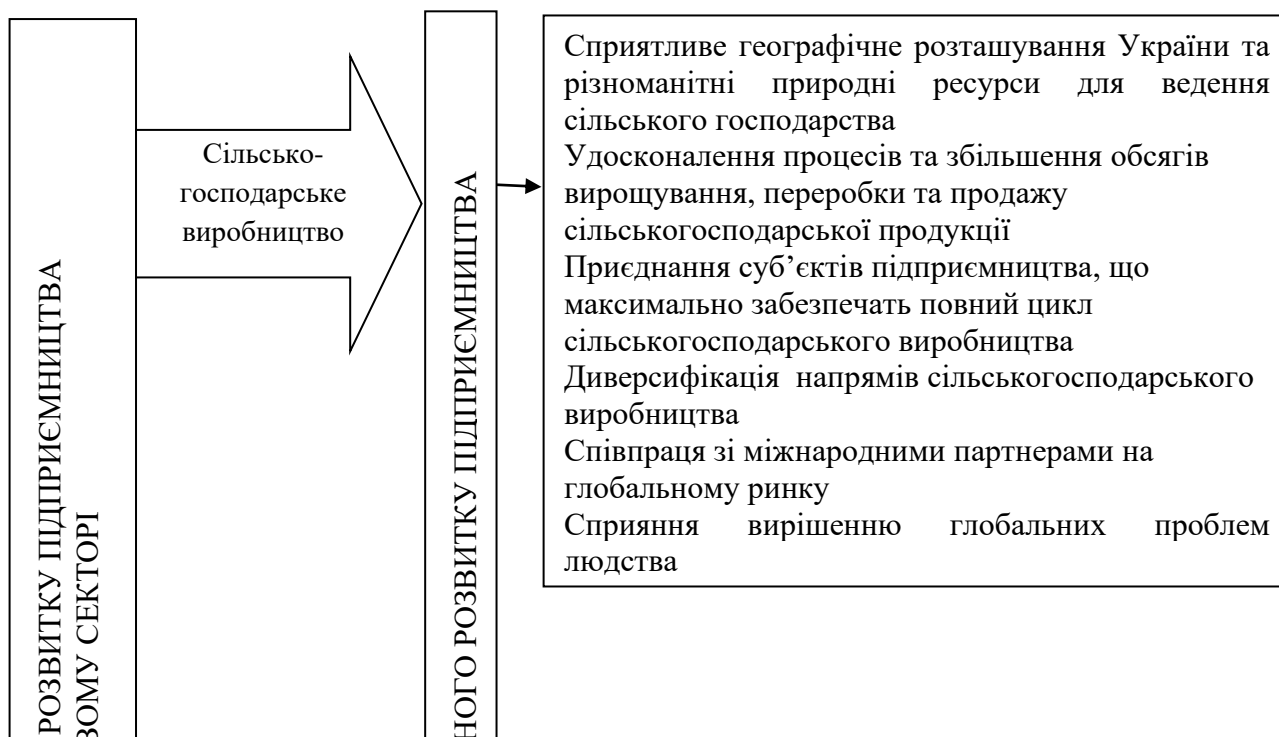 РОЗВИТКУ ПІДПРИЄМНИЦТВА
ВОМУ СЕКТОРІ
Сільсько-
господарське
виробництво
НОГО РОЗВИТКУ ПІДПРИЄМНИЦТВА
Сприятливе географічне розташування України та
різноманітні природні ресурси для ведення
сільського господарства
Удосконалення процесів та збільшення обсягів
вирощування, переробки та продажу
сільськогосподарської продукції
Приєднання суб’єктів підприємництва, що
максимально забезпечать повний цикл
сільськогосподарського виробництва
Диверсифікація напрямів сільськогосподарського
виробництва
Співпраця зі міжнародними партнерами на
глобальному ринку
Сприяння вирішенню глобальних проблем
людства